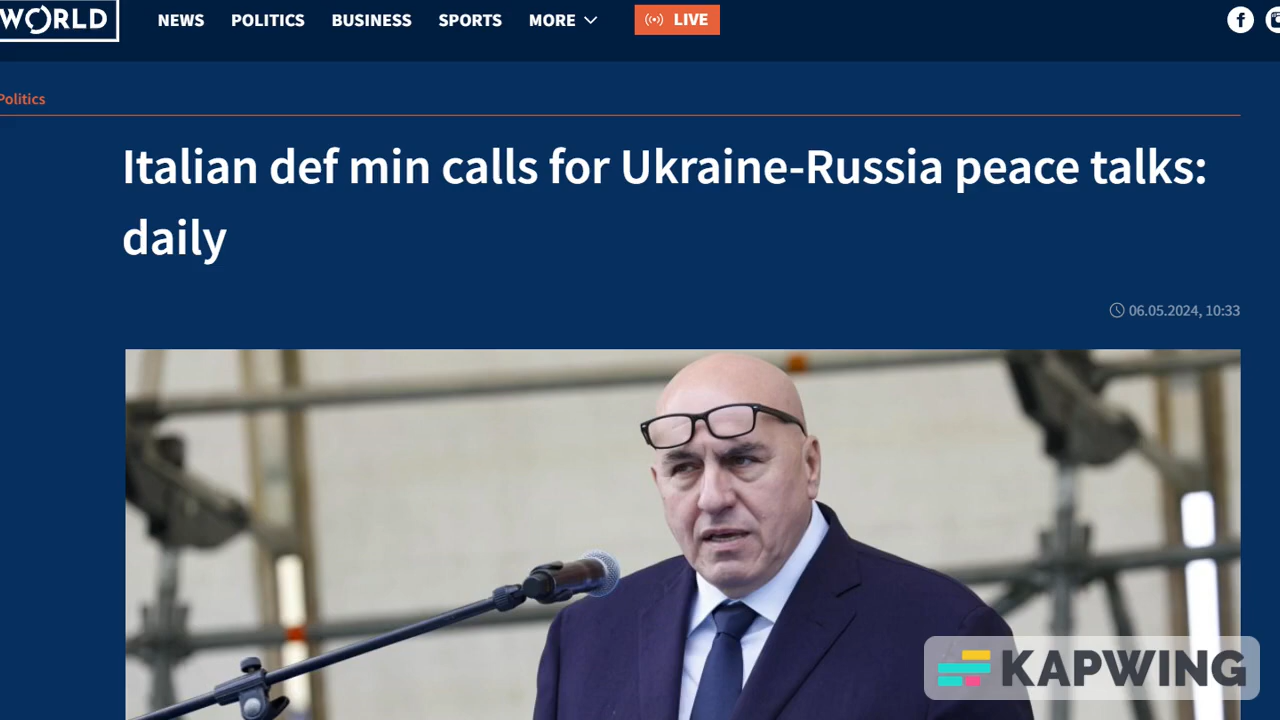 WORLD
NEWS POLITICS BUSINESS SPORTS MORE LIVE
Politics
Italian def min calls for Ukraine-Russia peace talks:
daily
06.05.2024, 10:33
KAPWING